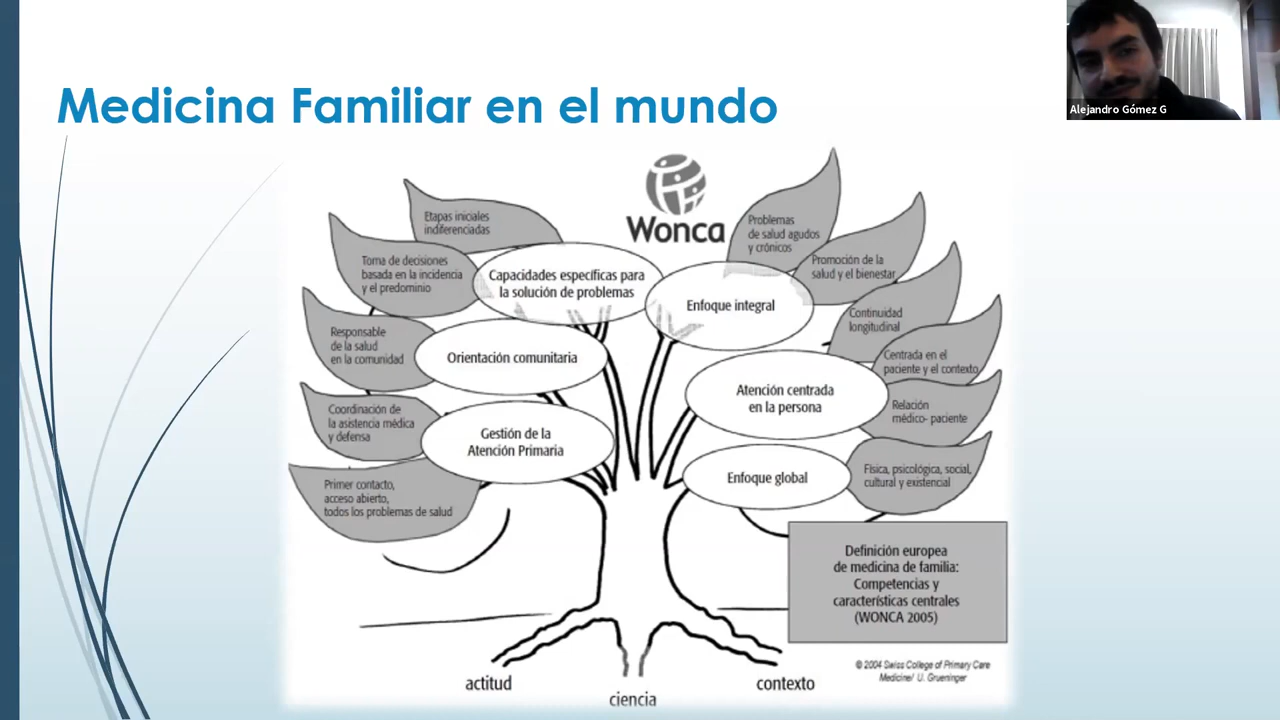 Medicina Familiar en el mundo
Alejandro Gómez G
Wonca
Etapas iniciales
indiferenciadas
Toma de decisiones
basada en la incidencia
y el predominio
Capacidades específicas para
la solución de problemas
Responsable
de la salud
en la comunidad
Orientación comunitaria
Coordinación de
la asistencia médica
y defensa
Gestión de la
Atención Primaria
Primer contacto,
acceso abierto,
todos los problemas de salud
Problemas
de salud agudos
y crónicos
Promoción de la
salud y el bienestar
Enfoque integral
Continuidad
longitudinal
Centrada en el
paciente y el contexto
Atención centrada
en la persona
Relación
médico- paciente
Enfoque global
Física, psicológica, social,
cultural y existencial
Definición europea
de medicina de familia:
Competencias y
características centrales
(WONCA 2005)
© 2004 Swiss College of Primary Care
Medicine/ U. Grueninger
actitud
ciencia
contexto